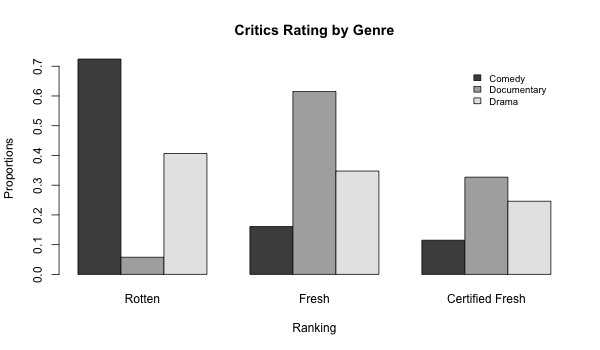 Critics Rating by Genre
Comedy
Documentary
Drama
Proportions
0.7
0.6
0.5
0.4
0.3
0.2
0.1
0.0
Rotten
Fresh
Certified Fresh
Ranking